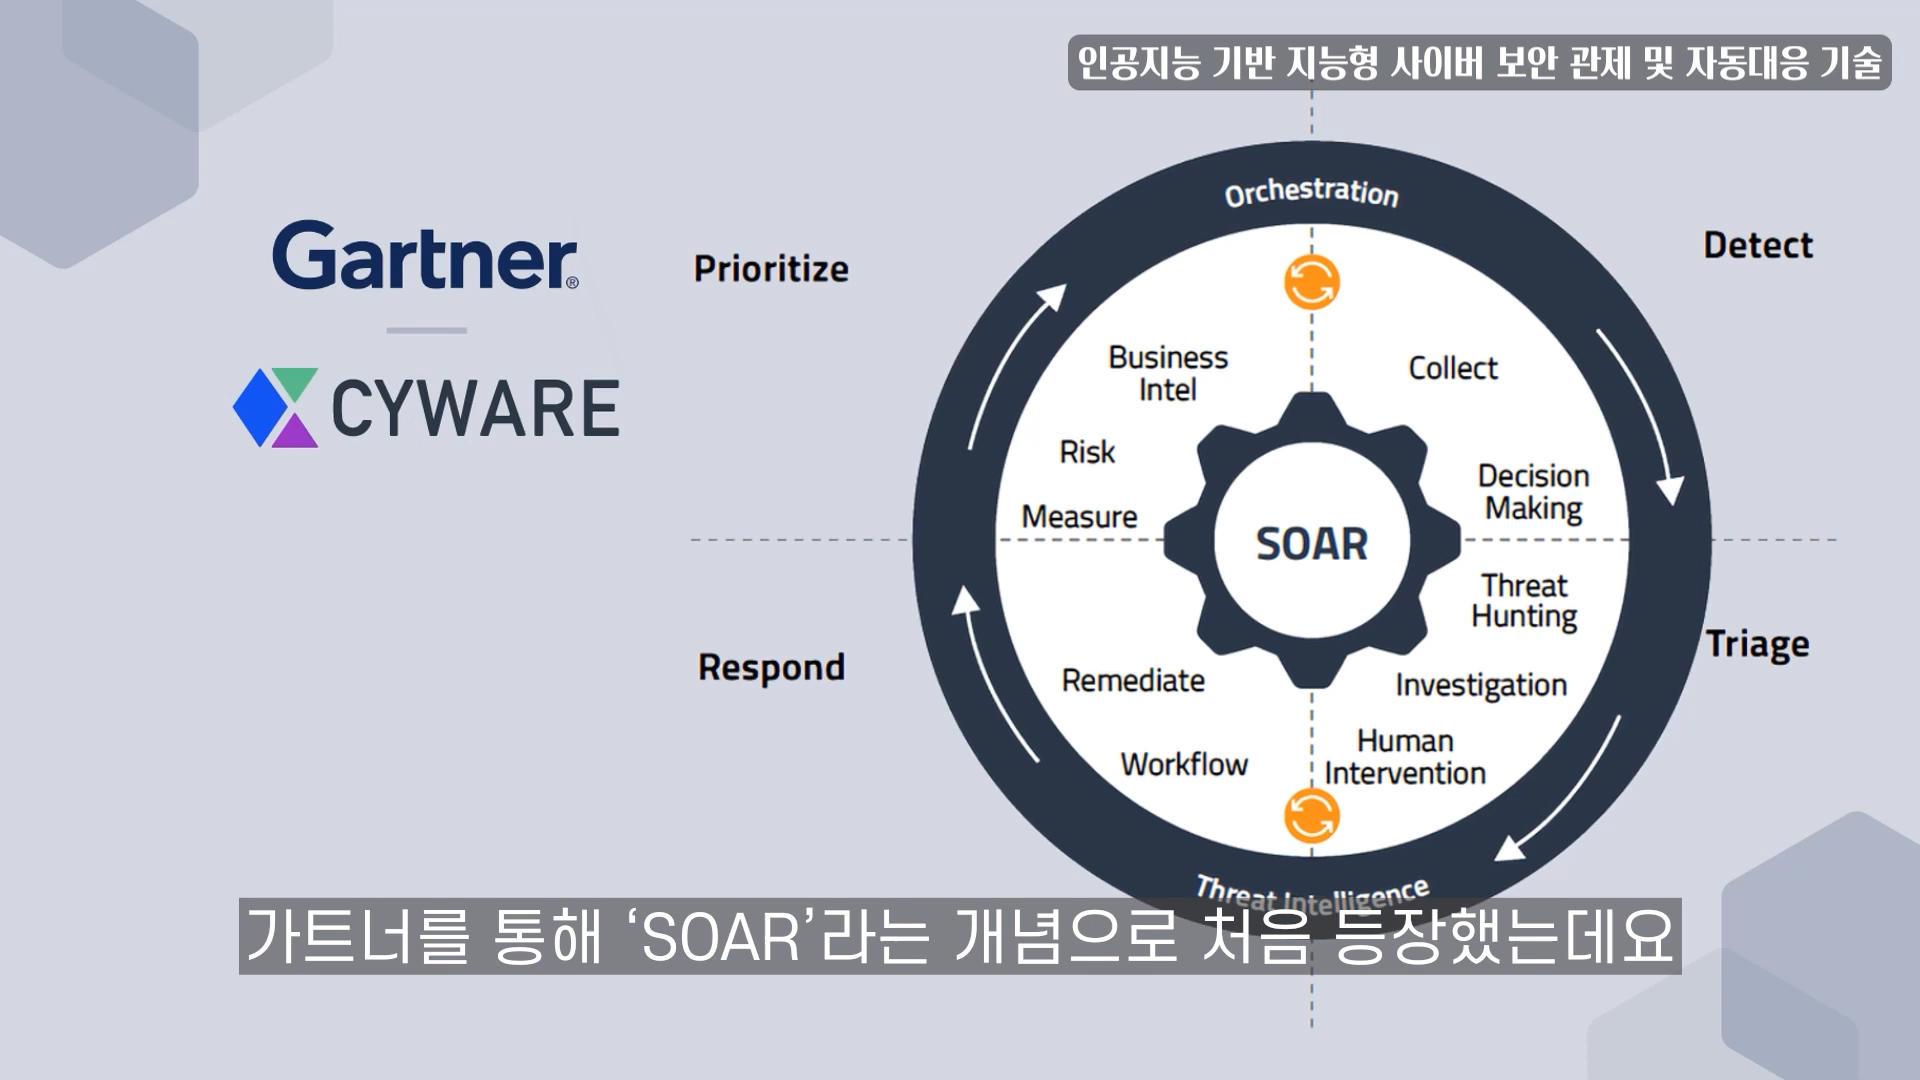 인공지능 기반 지능형 사이버 보안 관제 및 자동대응 기술
Gartner®
CYWARE
Prioritize
Detect
Orchestration
Business
Intel
Collect
Risk
Measure
Decision
Making
SOAR
Threat
Hunting
Triage
Respond
Remediate
Investigation
Workflow
Human
Intervention
Threat Intelligence
가트너를 통해 ‘SOAR’라는 개념으로 처음 등장했는데요